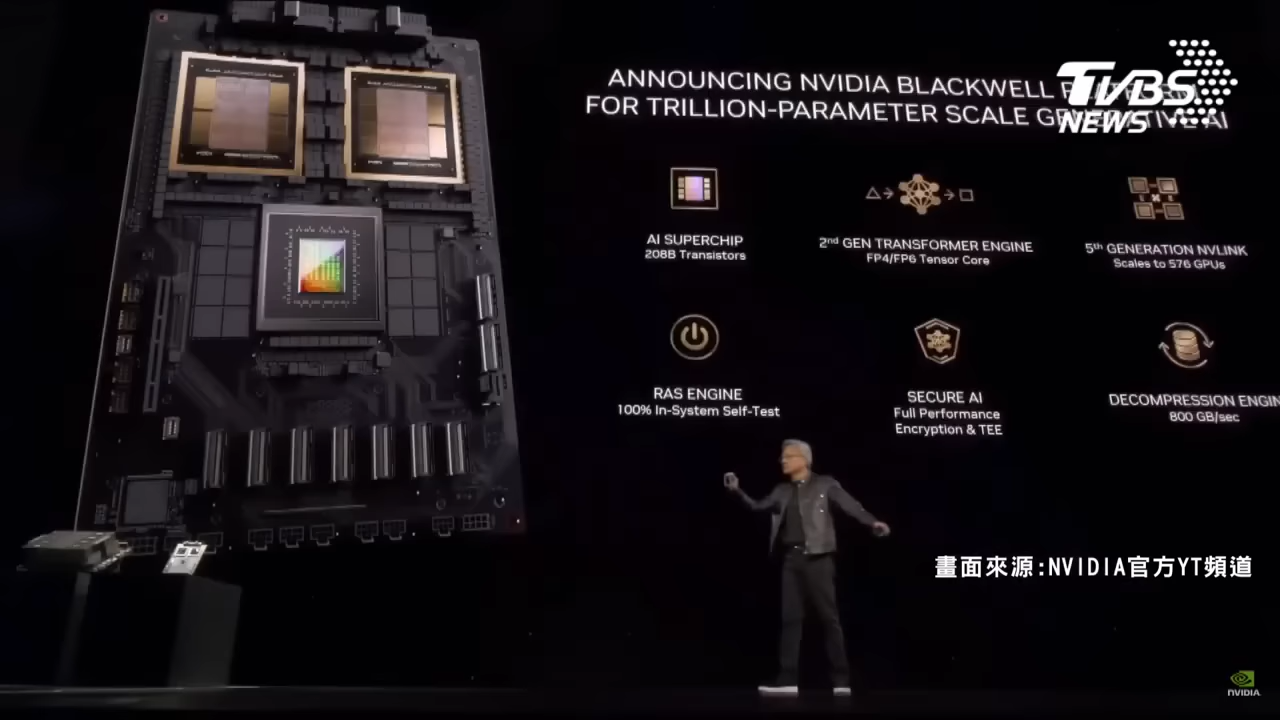 TVBS
NEWS
ANNOUNCING NVIDIA BLACKWELL
FOR TRILLION-PARAMETER SCALE GENERATIVE AI
AI SUPERCHIP
208B Transistors
2nd GEN TRANSFORMER ENGINE
FP4/FP6 Tensor Core
5th GENERATION NVLINK
Scales to 576 GPUs
RAS ENGINE
100% In-System Self-Test
SECURE AI
Full Performance
Encryption & TEE
DECOMPRESSION ENGIN
800 GB/sec
畫面來源:NVIDIA官方YT頻道
NVIDIA